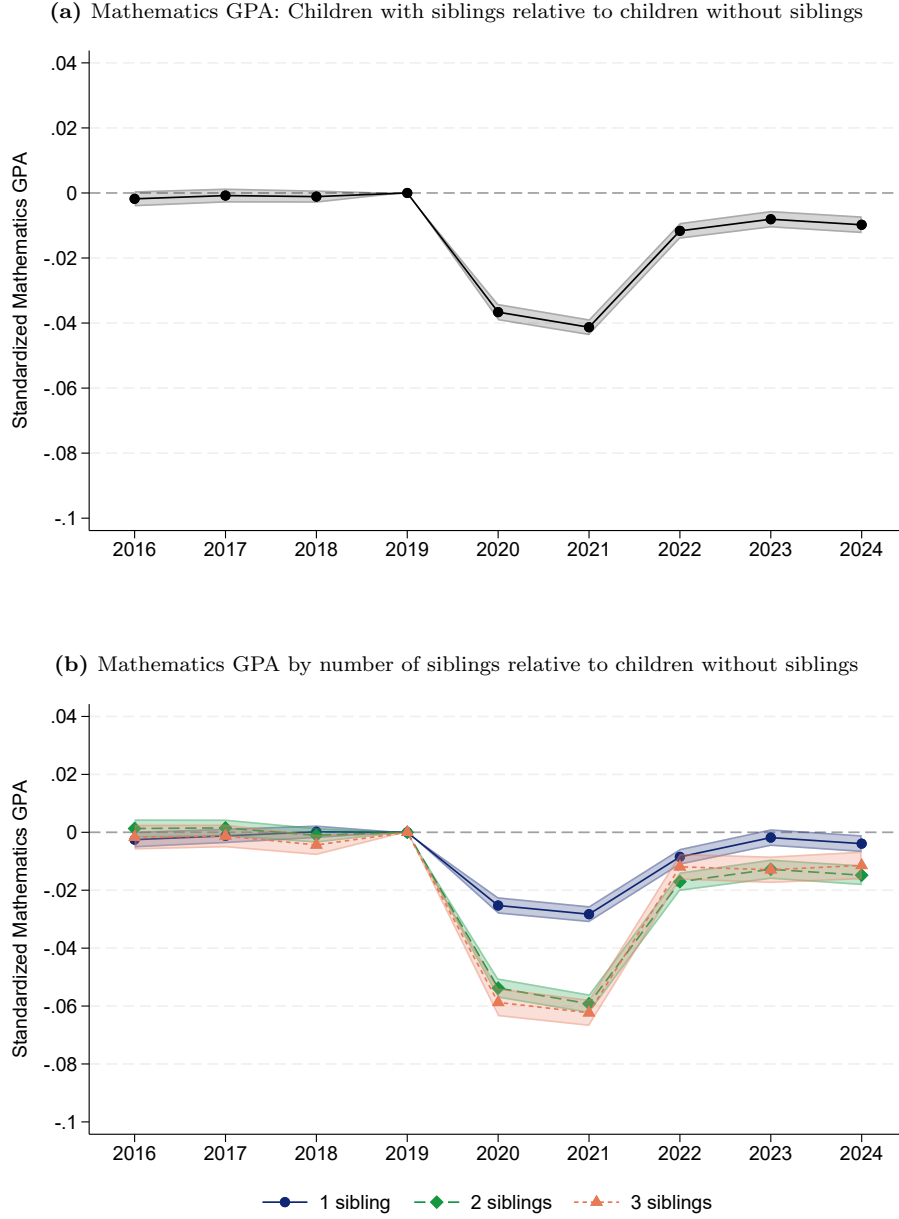 (a) Mathematics GPA: Children with siblings relative to children without siblings
Standardized Mathematics GPA
.04
.02
0
-.02
-.04
-.06
-.08
-.1
2016 2017 2018 2019 2020 2021 2022 2023 2024
(b) Mathematics GPA by number of siblings relative to children without siblings
Standardized Mathematics GPA
.04
.02
0
-.02
-.04
-.06
-.08
-.1
2016 2017 2018 2019 2020 2021 2022 2023 2024
1 sibling 2 siblings 3 siblings